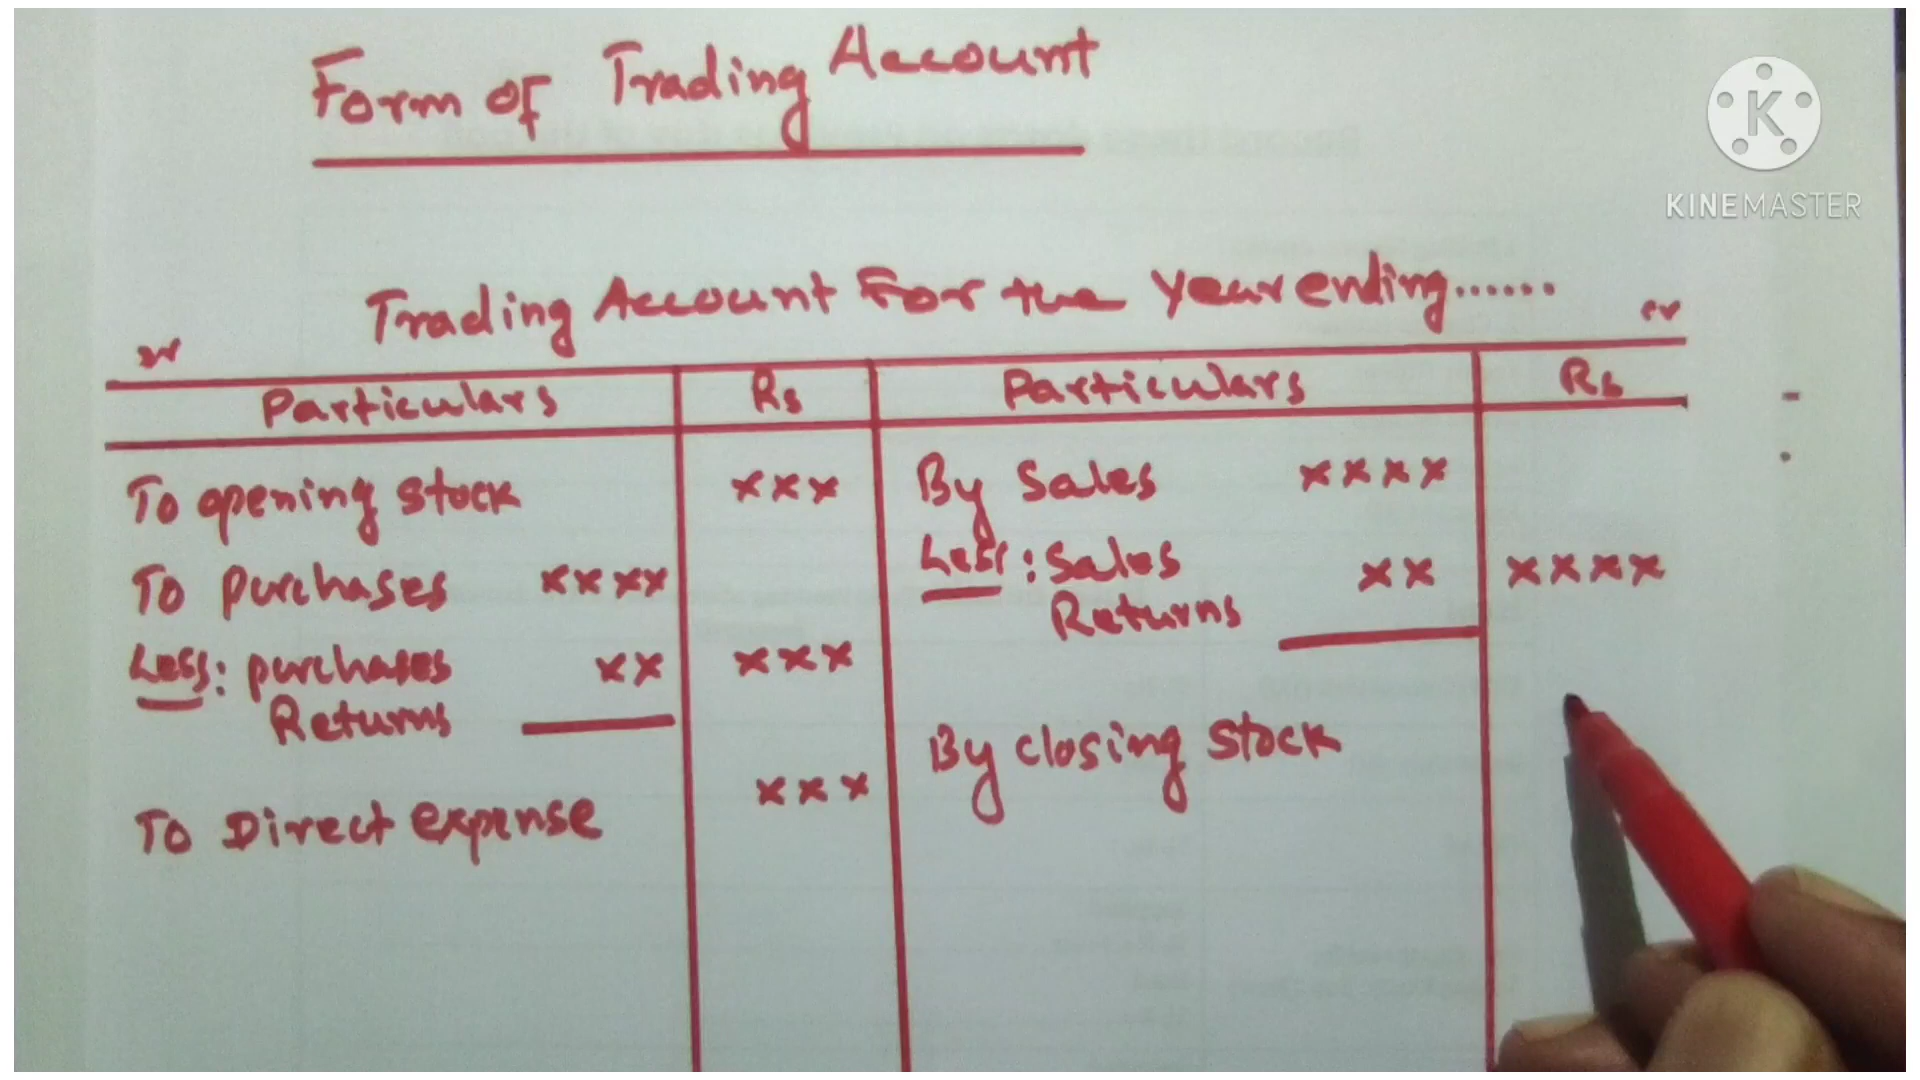 Form of Trading Account
K
KINEMASTER
Trading Account For the Year ending......
Dr
Cr
Particulars Rs Particulars Rs
To opening stock xxx By Sales xxxx
To purchases xxxx Less: Sales xx xxxx
Returns
Less: purchases xx xxx
Returns
By closing stock
To Direct expense xxx